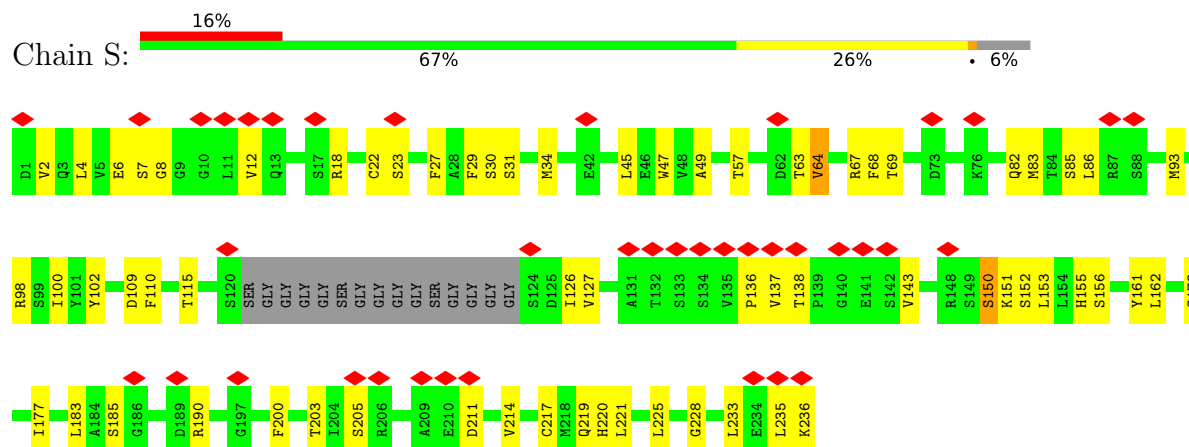 16%
Chain S:
67% 26% • 6%
D1 V2 Q3 L4 V5 E6 S7 G8 G9 G10 L11 V12 Q13 S17 R18 C22 S23 F27 A28 F29 S30 S31 M34 E42 L45 E46 W47 V48 A49 T57 D62 T63 V64 R67 F68 T69 D73 K76 Q82 M83 T84 S85 L86 R87 S88 M93
R98 S99 I100 Y101 Y102 D109 F110 T115 S120 SER GLY GLY GLY GLY SER GLY GLY GLY GLY SER GLY GLY GLY GLY S124 D125 I126 V127 A131 T132 S133 S134 V135 P136 V137 T138 P139 G140 E141 S142 V143 R148 S149 S150 K151 S152 L153 L154 H155 S156 Y161 L162
I177 L183 A184 S185 G186 D189 R190 G197 F200 T203 I204 S205 R206 A209 E210 D211 V214 C217 M218 Q219 H220 L221 L225 G228 L233 E234 L235 K236